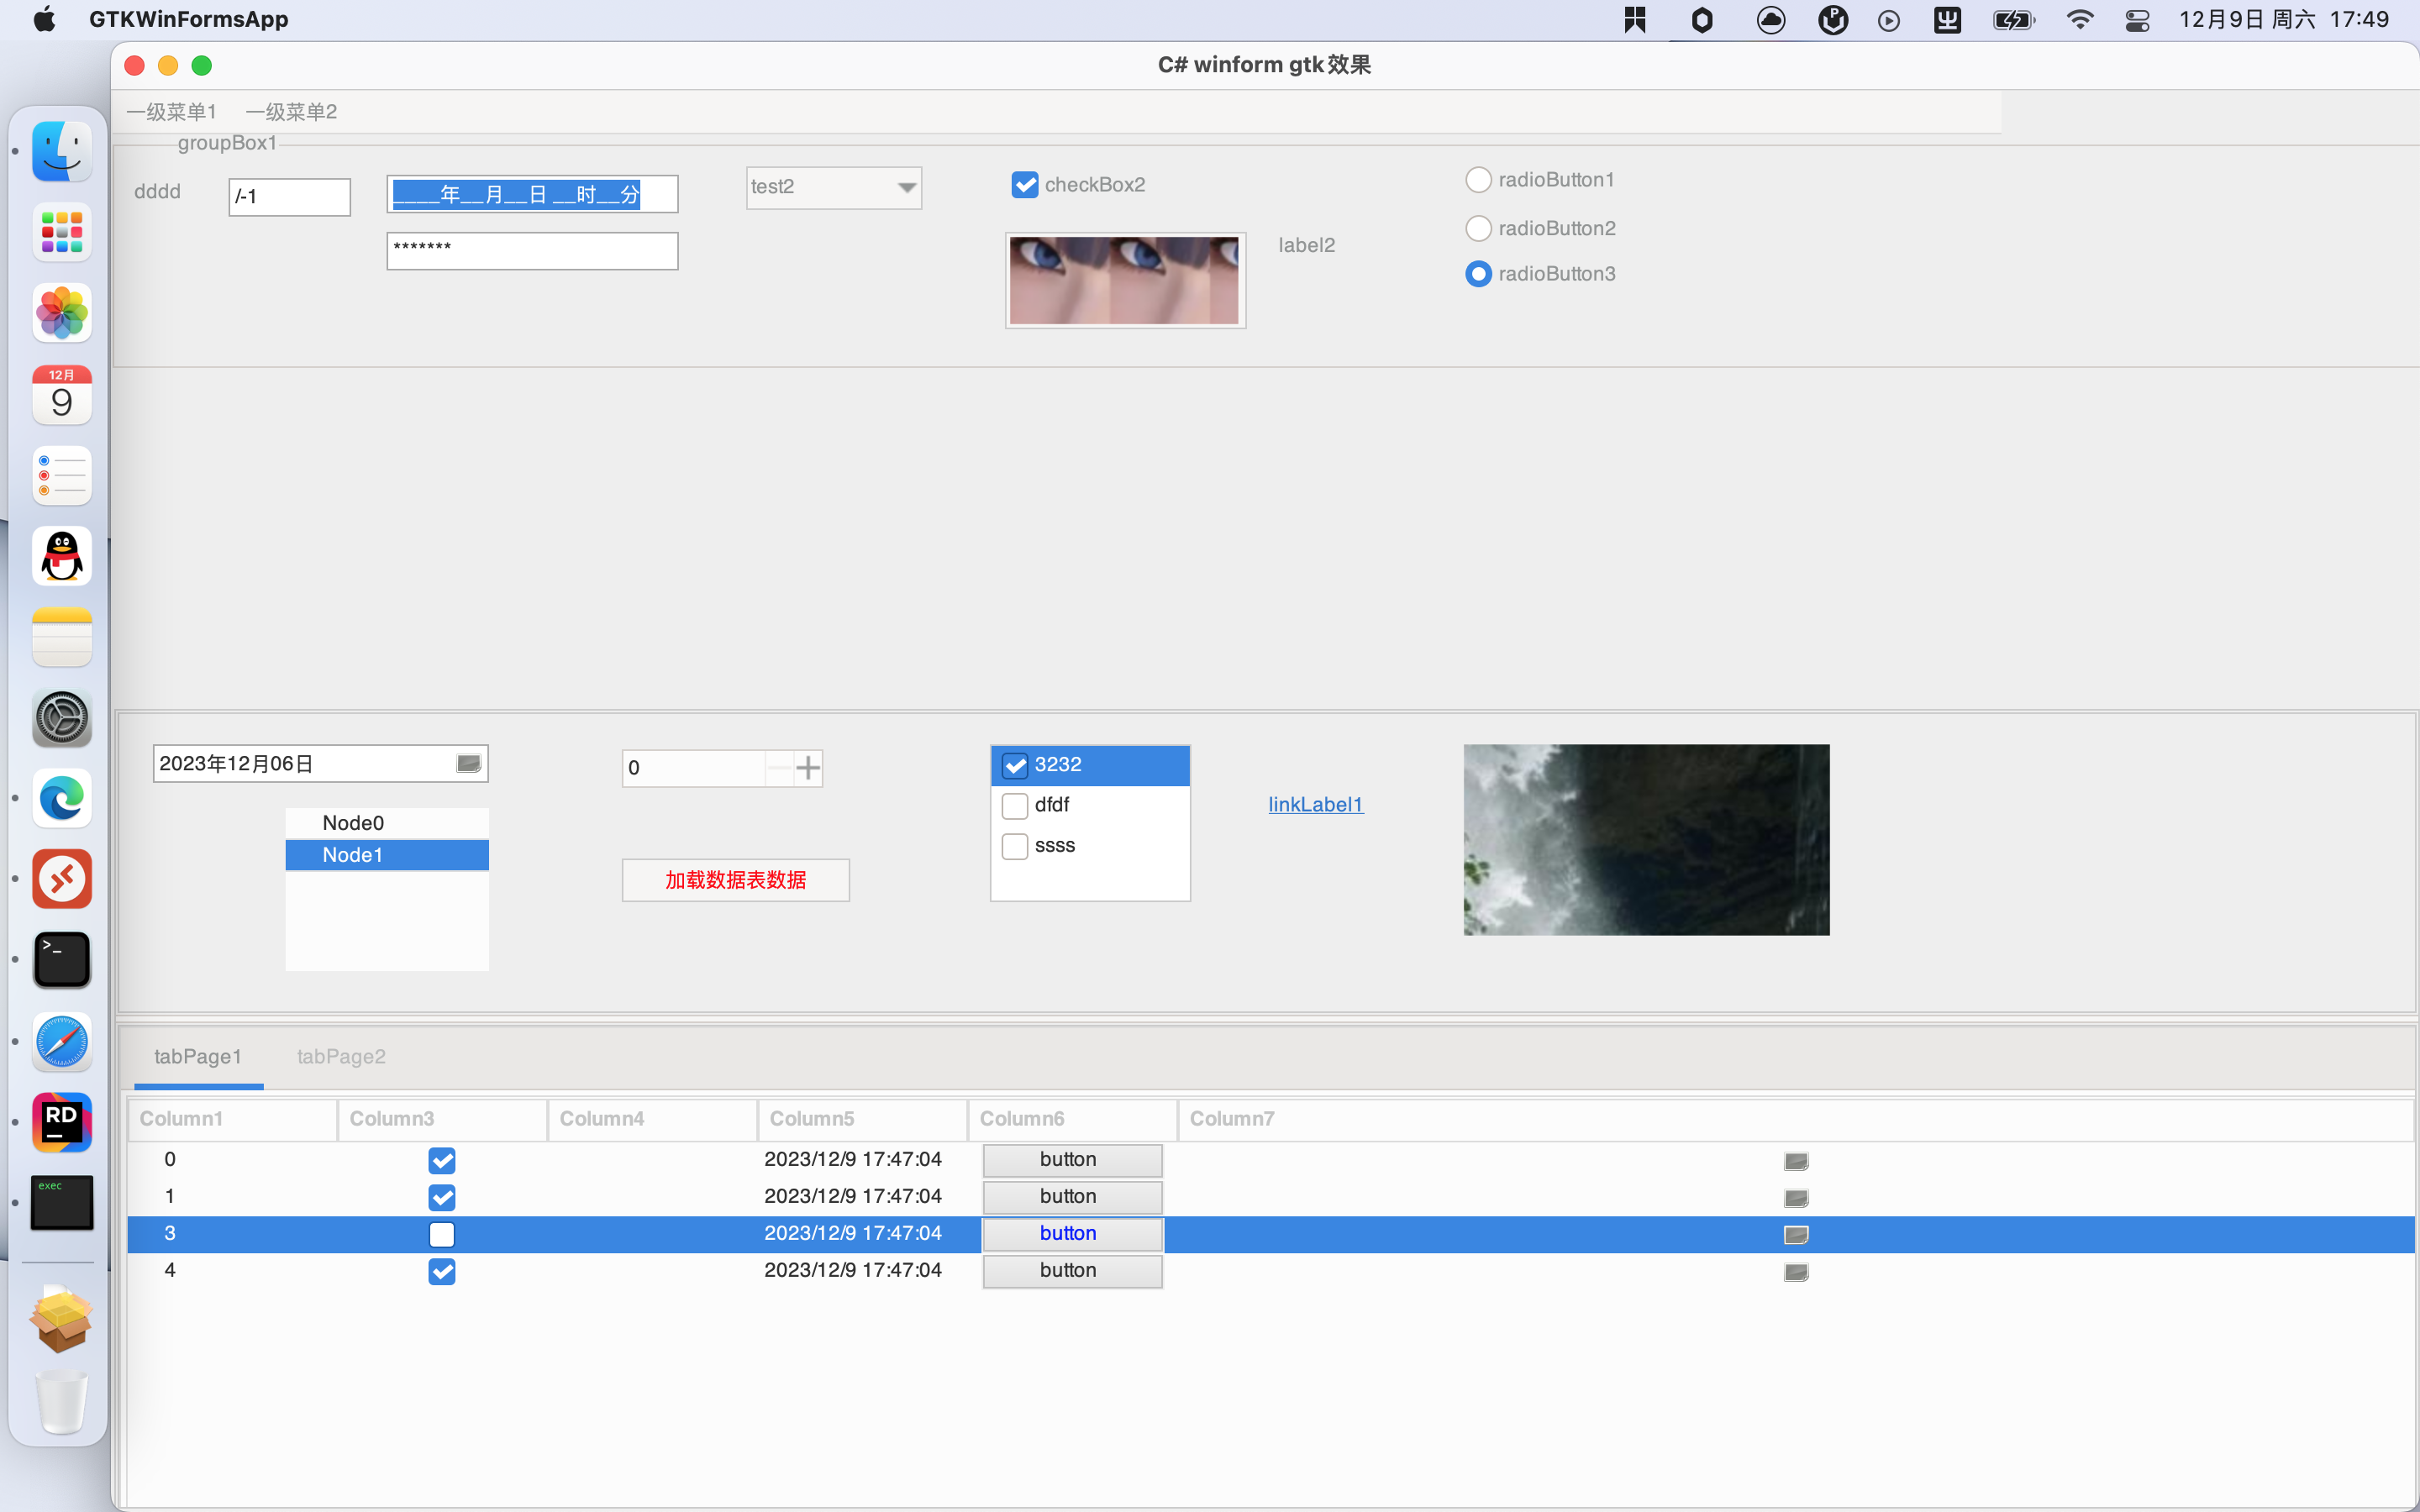 GTKWinFormsApp
12月9日 周六 17:49
C# winform gtk效果
一级菜单1 一级菜单2
groupBox1
dddd
/-1
____年__月__日 __时__分
*******
test2
checkBox2
label2
radioButton1
radioButton2
radioButton3
12月
9
2023年12月06日
Node0
Node1
0
加载数据表数据
3232
dfdf
ssss
linkLabel1
tabPage1 tabPage2
Column1 Column3 Column4 Column5 Column6 Column7
0 2023/12/9 17:47:04 button
1 2023/12/9 17:47:04 button
3 2023/12/9 17:47:04 button
4 2023/12/9 17:47:04 button
>_
RD
exec